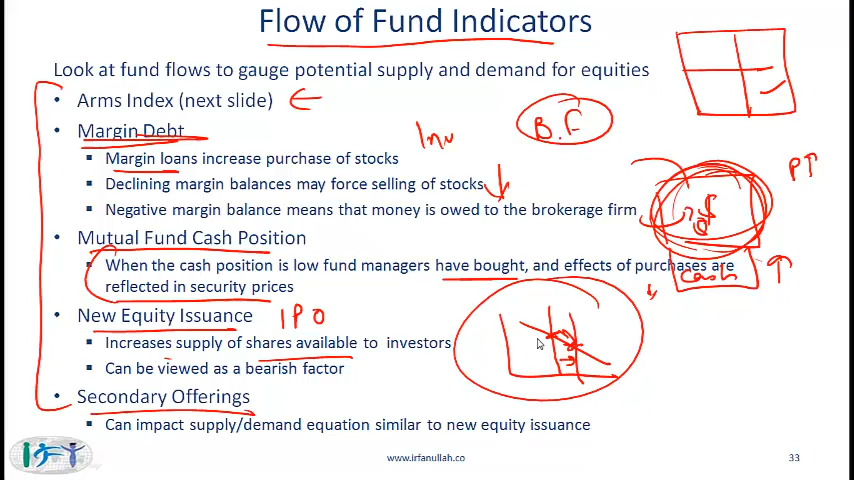 Flow of Fund Indicators
Look at fund flows to gauge potential supply and demand for equities
• Arms Index (next slide)
• Margin Debt
Inv
B.F
▪ Margin loans increase purchase of stocks
P↑
▪ Declining margin balances may force selling of stocks
▪ Negative margin balance means that money is owed to the brokerage firm
• Mutual Fund Cash Position
▪ When the cash position is low fund managers have bought, and effects of purchases are
reflected in security prices
Cash ↑
• New Equity Issuance IPO
▪ Increases supply of shares available to investors
▪ Can be viewed as a bearish factor
• Secondary Offerings
▪ Can impact supply/demand equation similar to new equity issuance
www.irfanullah.co
33